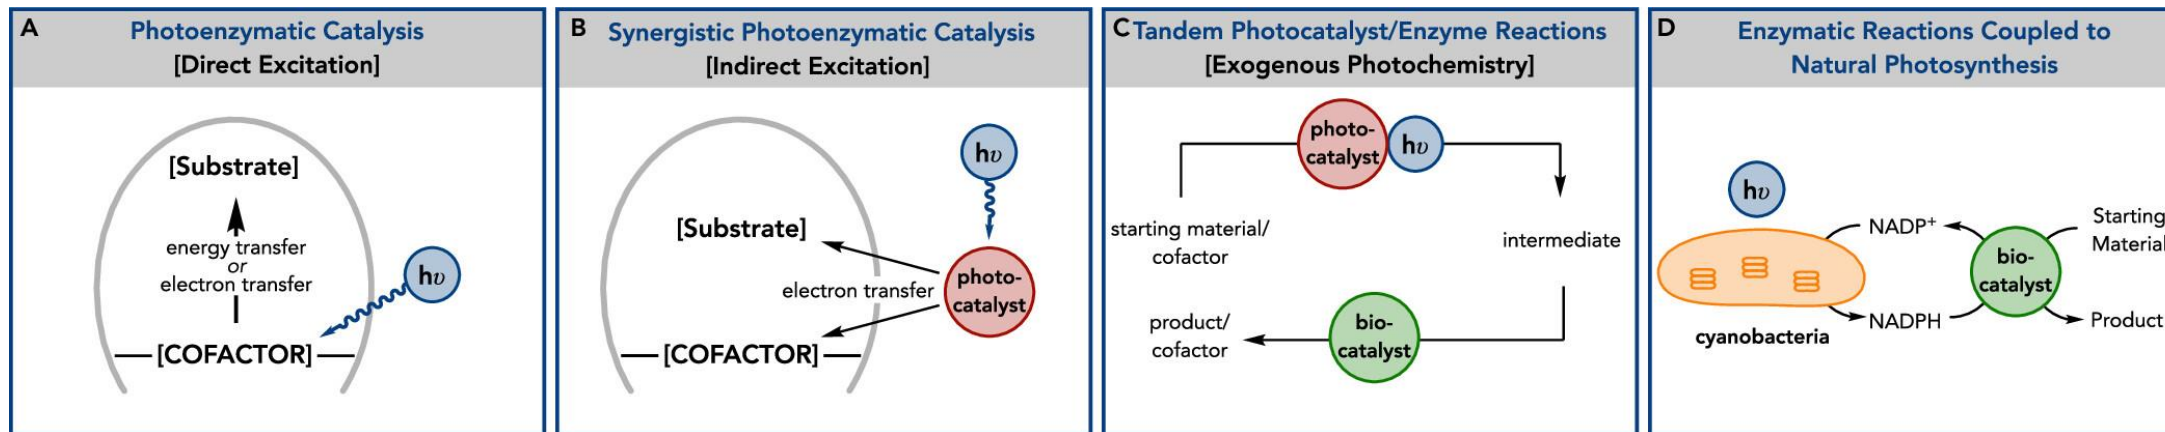 A
Photoenzymatic Catalysis
[Direct Excitation]
[Substrate]
energy transfer
or
electron transfer
hυ
[COFACTOR]
B
Synergistic Photoenzymatic Catalysis
[Indirect Excitation]
hυ
[Substrate]
electron transfer
photo-
catalyst
[COFACTOR]
C
Tandem Photocatalyst/Enzyme Reactions
[Exogenous Photochemistry]
photo-
catalyst
hυ
starting material/
cofactor
intermediate
product/
cofactor
bio-
catalyst
D
Enzymatic Reactions Coupled to
Natural Photosynthesis
hυ
NADP⁺
Starting
Material
bio-
catalyst
NADPH
Product
cyanobacteria